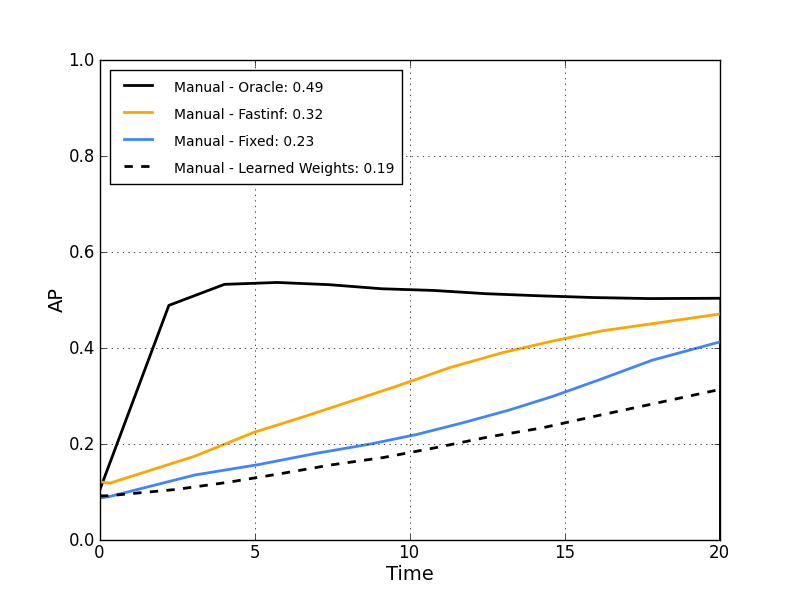 1.0
0.8
0.6
0.4
0.2
0.0
AP
Manual - Oracle: 0.49
Manual - Fastinf: 0.32
Manual - Fixed: 0.23
Manual - Learned Weights: 0.19
0 5 10 15 20
Time